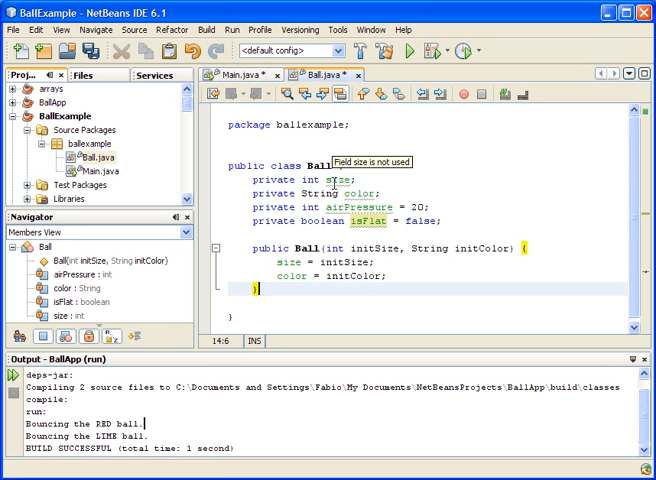 BallExample - NetBeans IDE 6.1
File Edit View Navigate Source Refactor Build Run Profile Versioning Tools Window Help
<default config>
Proj... Files Services
arrays
BallApp
BallExample
Source Packages
ballexample
Ball.java
Main.java
Test Packages
Libraries
Navigator
Members View
Ball
Ball(int initSize, String initColor)
airPressure : int
color : String
isFlat : boolean
size : int
Main.java * Ball.java *
package ballexample;
public class Ball
Field size is not used
private int size;
private String color;
private int airPressure = 20;
private boolean isFlat = false;
public Ball(int initSize, String initColor) {
size = initSize;
color = initColor;
}
}
14:6 INS
Output - BallApp (run)
deps-jar:
Compiling 2 source files to C:\Documents and Settings\Fabio\My Documents\NetBeansProjects\BallApp\build\classes
compile:
run:
Bouncing the RED ball.
Bouncing the LIME ball.
BUILD SUCCESSFUL (total time: 1 second)